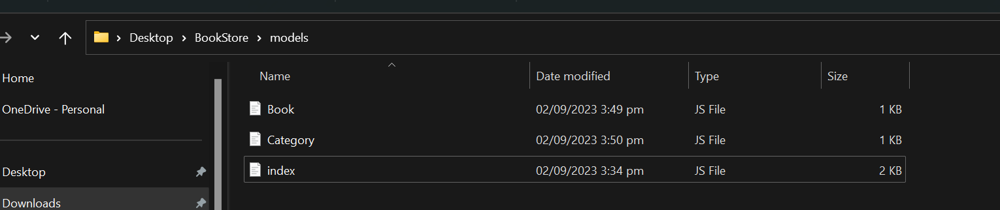 Desktop > BookStore > models
Home
OneDrive - Personal
Desktop
Downloads
Name Date modified Type Size
Book 02/09/2023 3:49 pm JS File 1 KB
Category 02/09/2023 3:50 pm JS File 1 KB
index 02/09/2023 3:34 pm JS File 2 KB